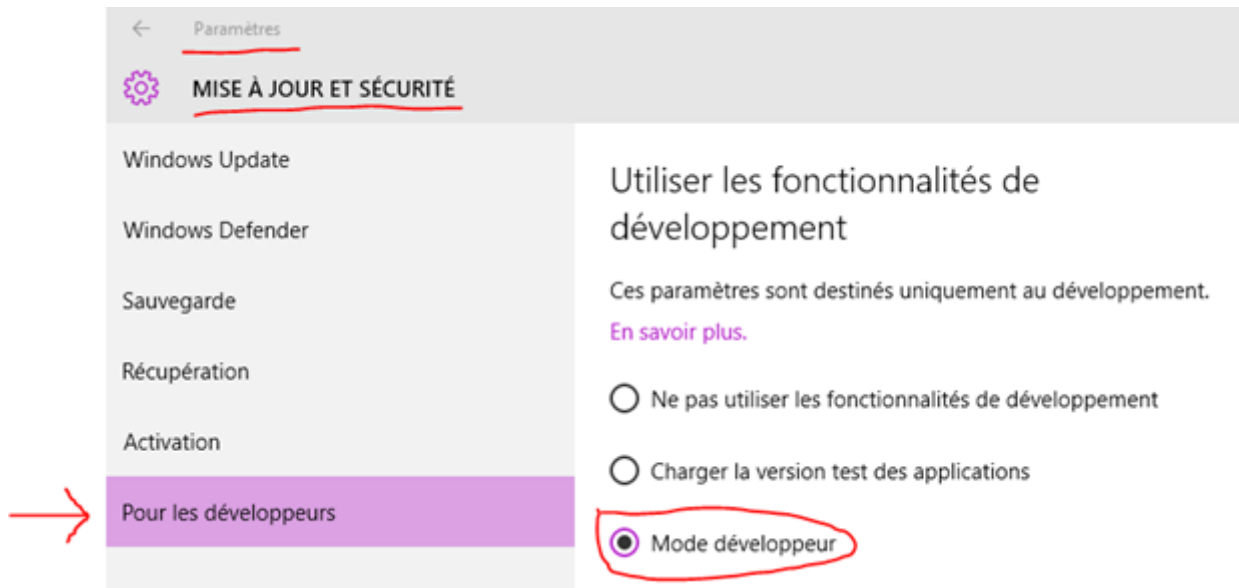 Paramètres
MISE À JOUR ET SÉCURITÉ
Windows Update
Windows Defender
Sauvegarde
Récupération
Activation
Pour les développeurs
Utiliser les fonctionnalités de
développement
Ces paramètres sont destinés uniquement au développement.
En savoir plus.
Ne pas utiliser les fonctionnalités de développement
Charger la version test des applications
Mode développeur